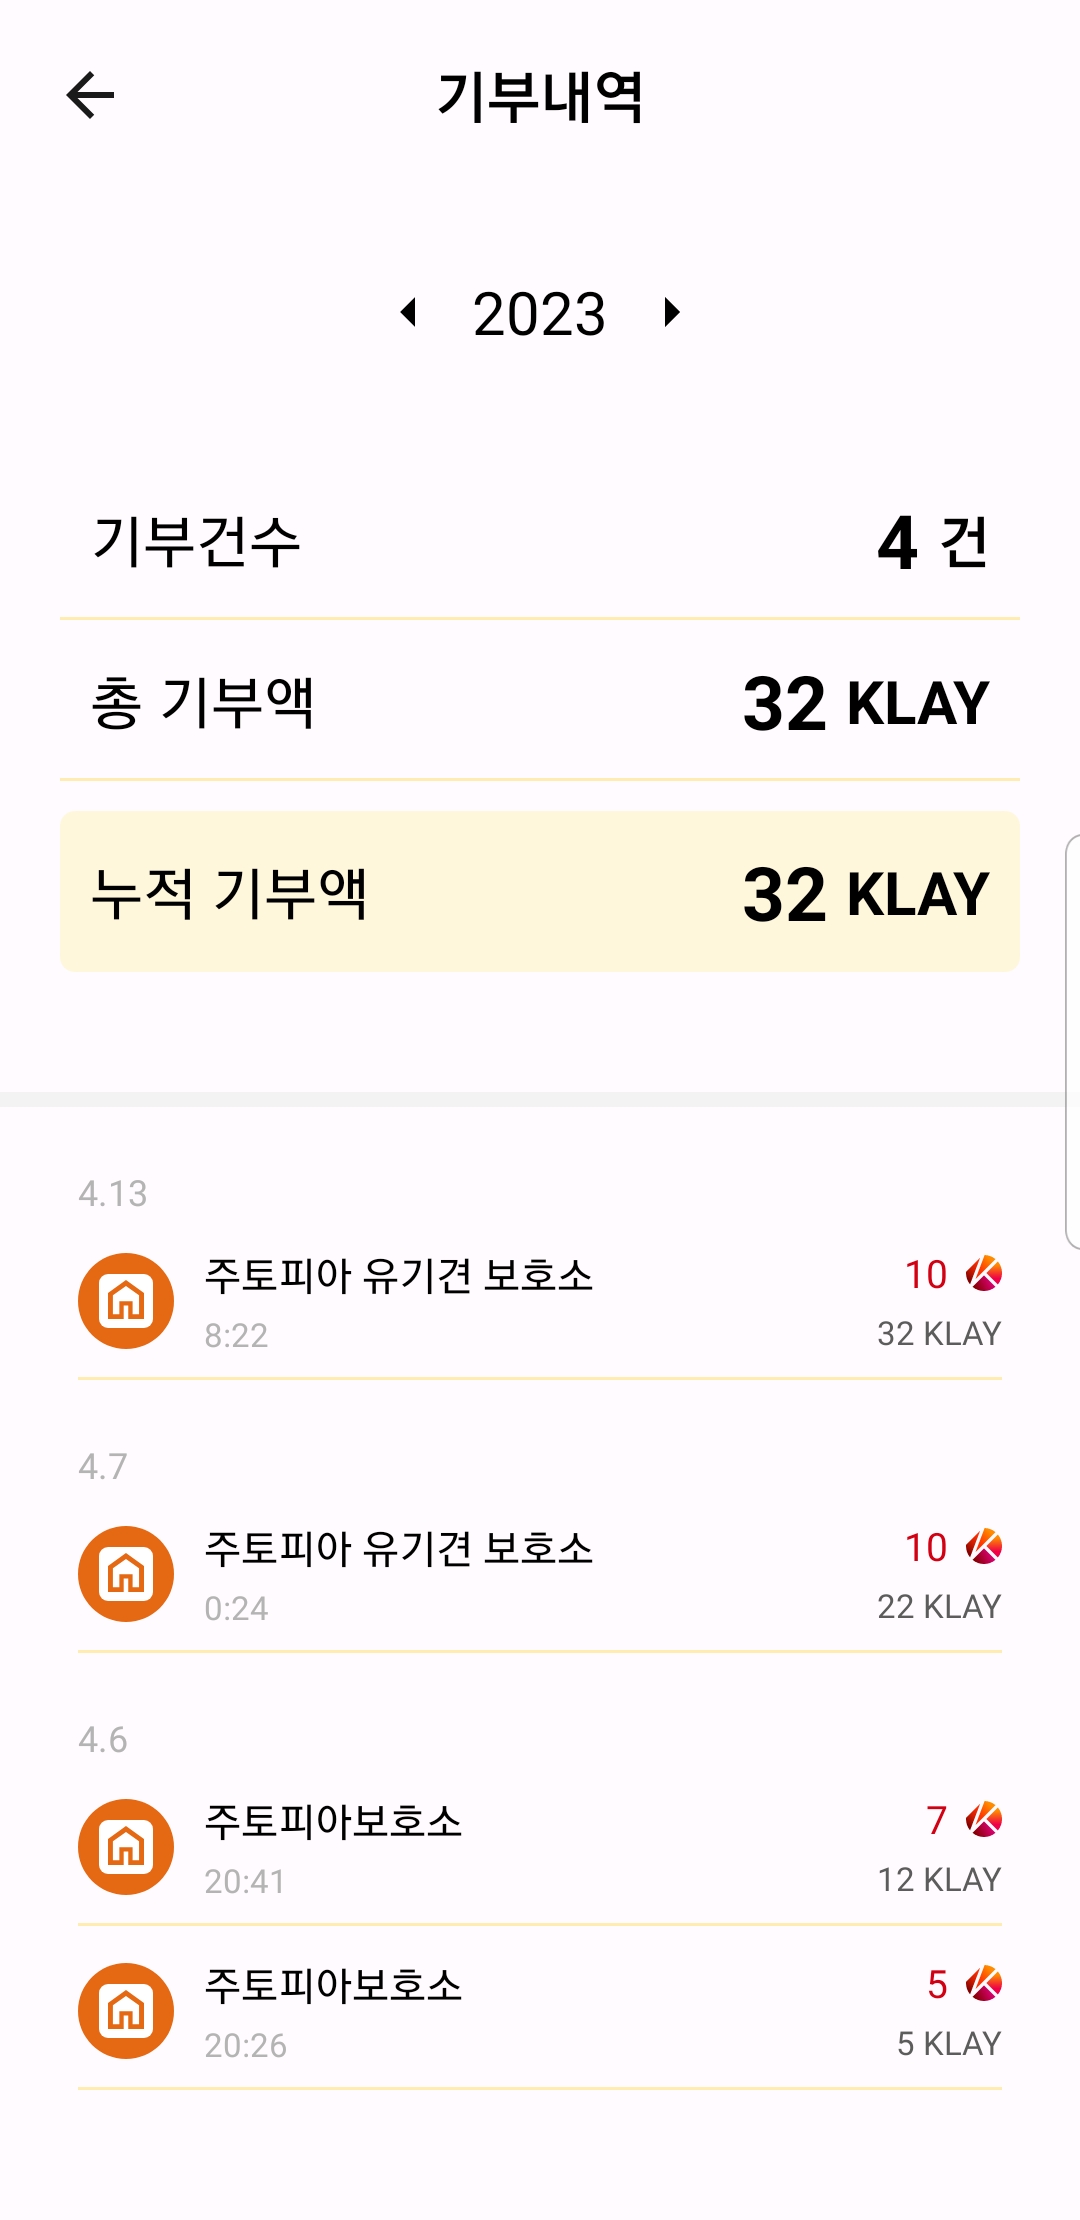 기부내역
2023
기부건수 4 건
총 기부액 32 KLAY
누적 기부액 32 KLAY
4.13
주토피아 유기견 보호소 10
8:22 32 KLAY
4.7
주토피아 유기견 보호소 10
0:24 22 KLAY
4.6
주토피아보호소 7
20:41 12 KLAY
주토피아보호소 5
20:26 5 KLAY